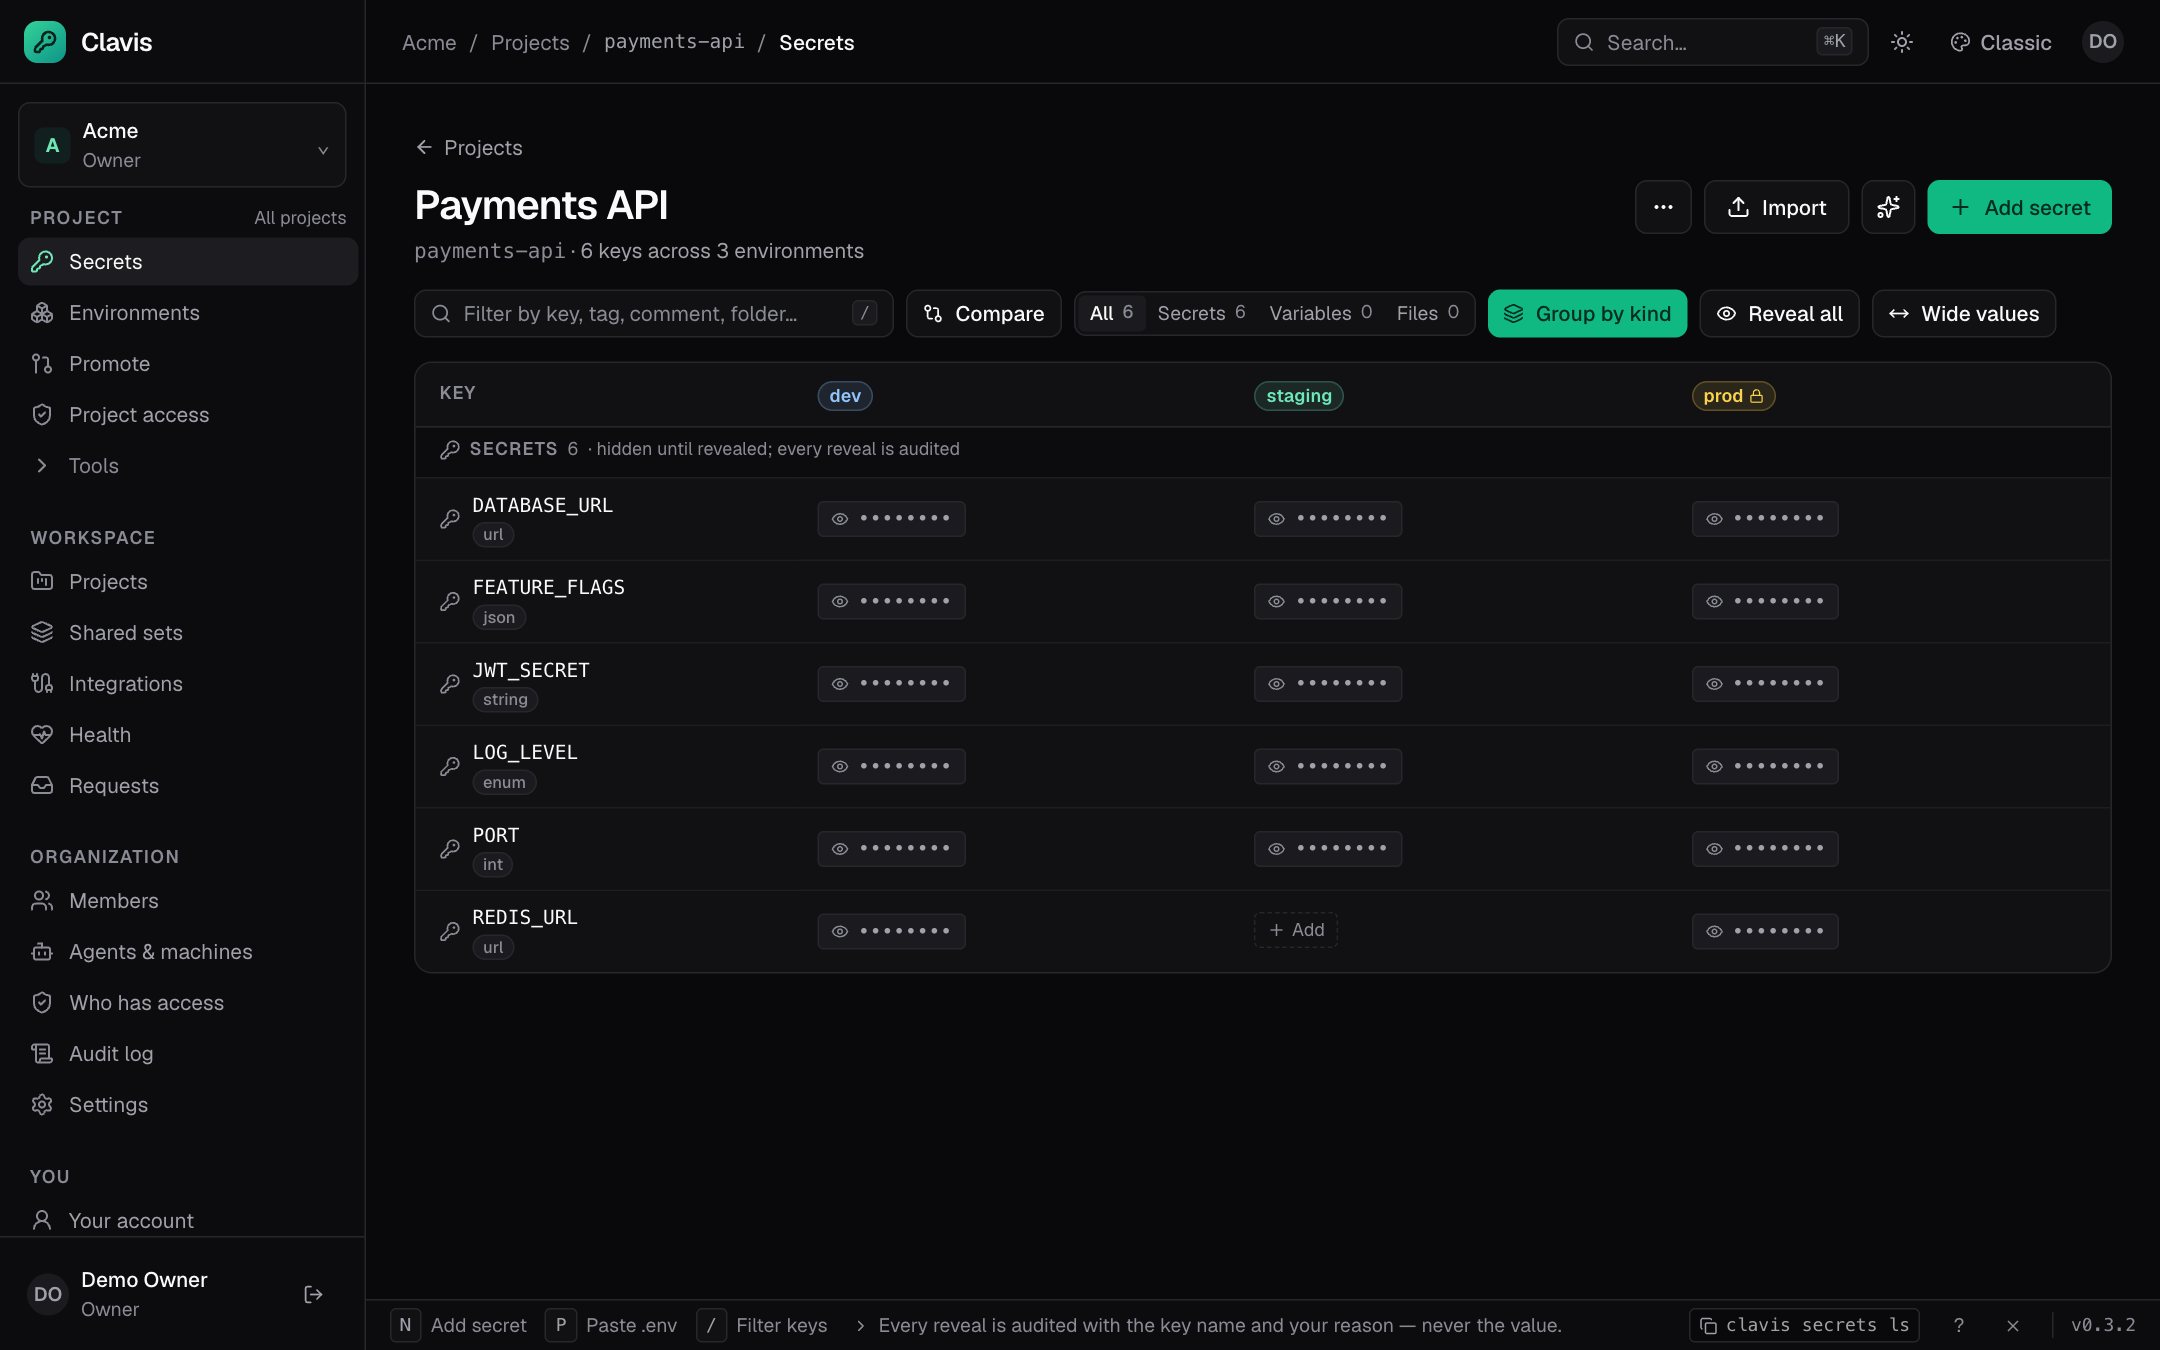 Clavis
Acme / Projects / payments-api / Secrets
Search…
⌘K
Classic
DO
A
Acme
Owner
PROJECT
All projects
Secrets
Environments
Promote
Project access
Tools
WORKSPACE
Projects
Shared sets
Integrations
Health
Requests
ORGANIZATION
Members
Agents & machines
Who has access
Audit log
Settings
YOU
Your account
DO
Demo Owner
Owner
← Projects
Payments API
payments-api · 6 keys across 3 environments
Import
+ Add secret
Filter by key, tag, comment, folder…
/
Compare
All 6
Secrets 6
Variables 0
Files 0
Group by kind
Reveal all
Wide values
KEY
dev
staging
prod
SECRETS 6 · hidden until revealed; every reveal is audited
DATABASE_URL
url
••••••••
••••••••
••••••••
FEATURE_FLAGS
json
••••••••
••••••••
••••••••
JWT_SECRET
string
••••••••
••••••••
••••••••
LOG_LEVEL
enum
••••••••
••••••••
••••••••
PORT
int
••••••••
••••••••
••••••••
REDIS_URL
url
••••••••
+ Add
••••••••
N Add secret
P Paste .env
/ Filter keys
› Every reveal is audited with the key name and your reason — never the value.
clavis secrets ls
?
×
v0.3.2